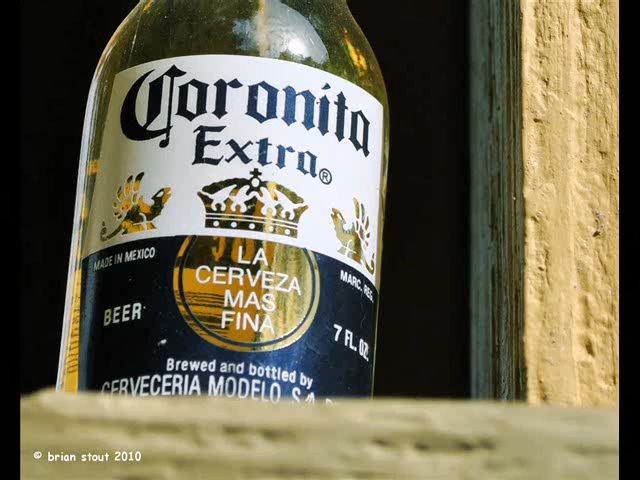 Coronita
Extra®
MADE IN MEXICO
MARC. REG.
LA
CERVEZA
MAS
FINA
BEER
7 FL. OZ.
Brewed and bottled by
CERVECERIA MODELO, S.A.
© brian stout 2010